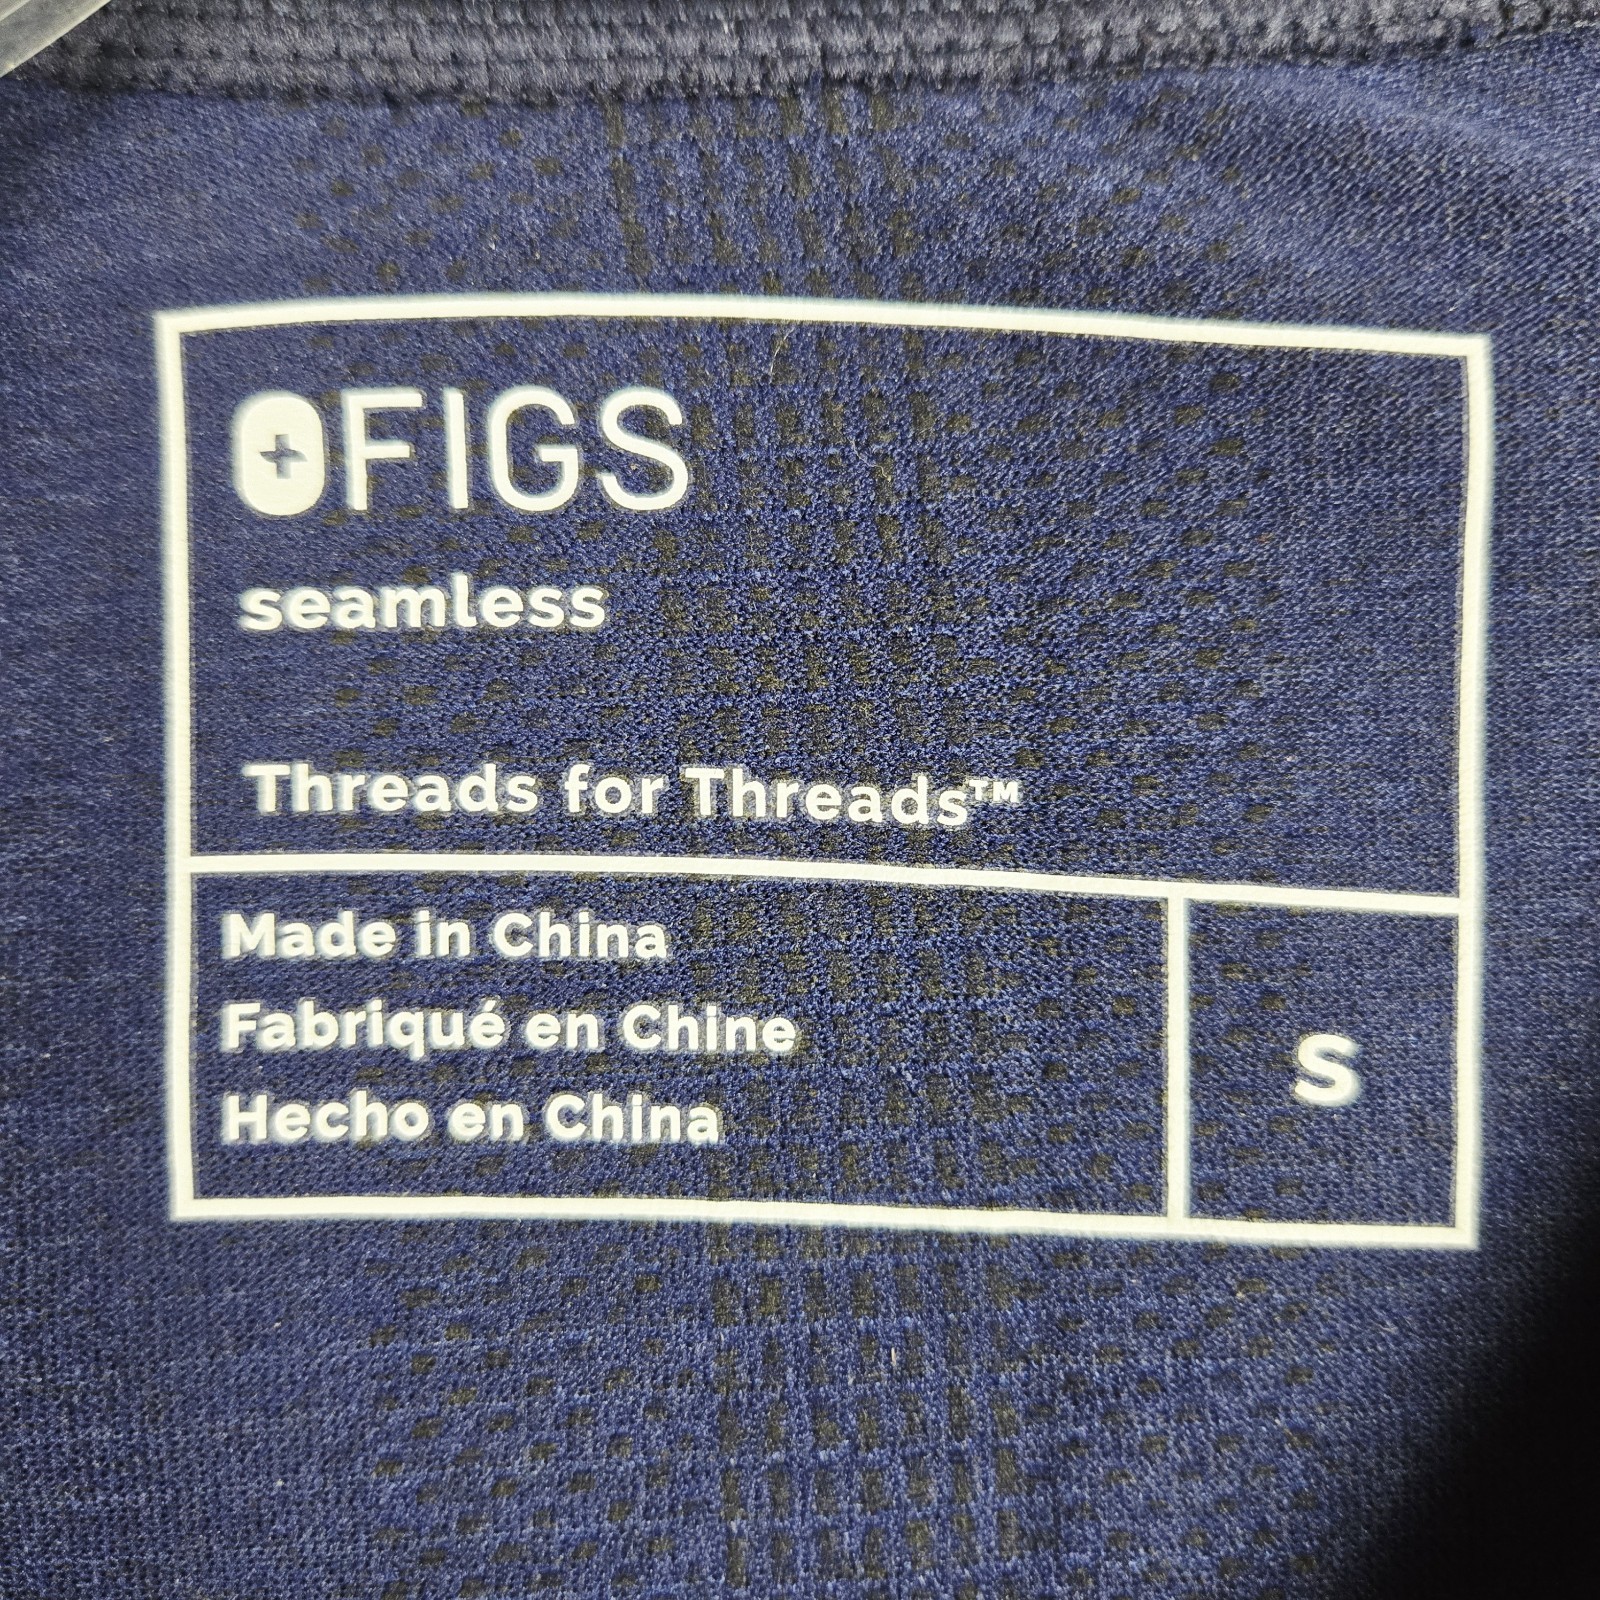 FIGS
seamless
Threads for Threads™
Made in China
Fabriqué en Chine
Hecho en China
S